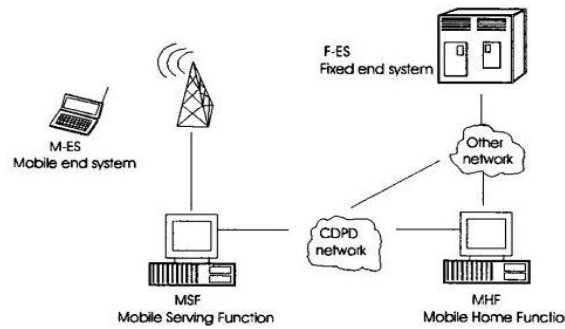 F-ES
Fixed end system
M-ES
Mobile end system
Other
network
CDPD
network
MSF
Mobile Serving Function
MHF
Mobile Home Functio